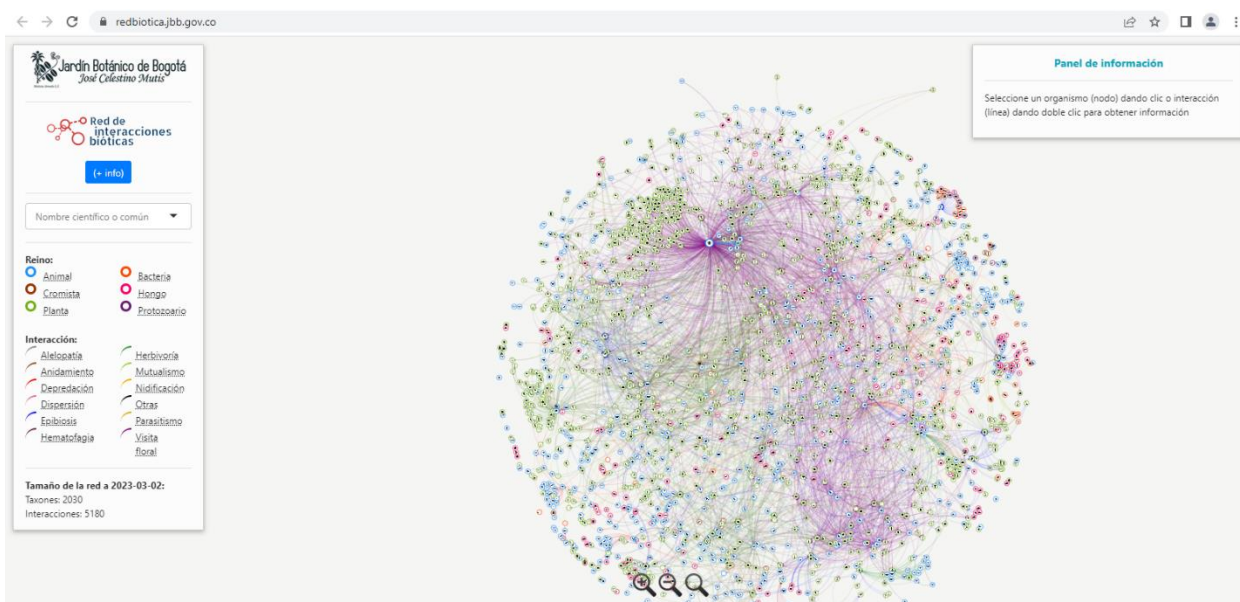 redbiotica.jbb.gov.co
Jardín Botánico de Bogotá
José Celestino Mutis
Red de
interacciones
bióticas
(+ info)
Nombre científico o común
Reino:
Animal
Bacteria
Cromista
Hongo
Planta
Protozoario
Interacción:
Alelopatía
Herbivoría
Anidamiento
Mutualismo
Depredación
Nidificación
Dispersión
Otras
Epibiosis
Parasitismo
Hematofagia
Visita
floral
Tamaño de la red a 2023-03-02:
Taxones: 2030
Interacciones: 5180
Panel de información
Seleccione un organismo (nodo) dando clic o interacción
(línea) dando doble clic para obtener información